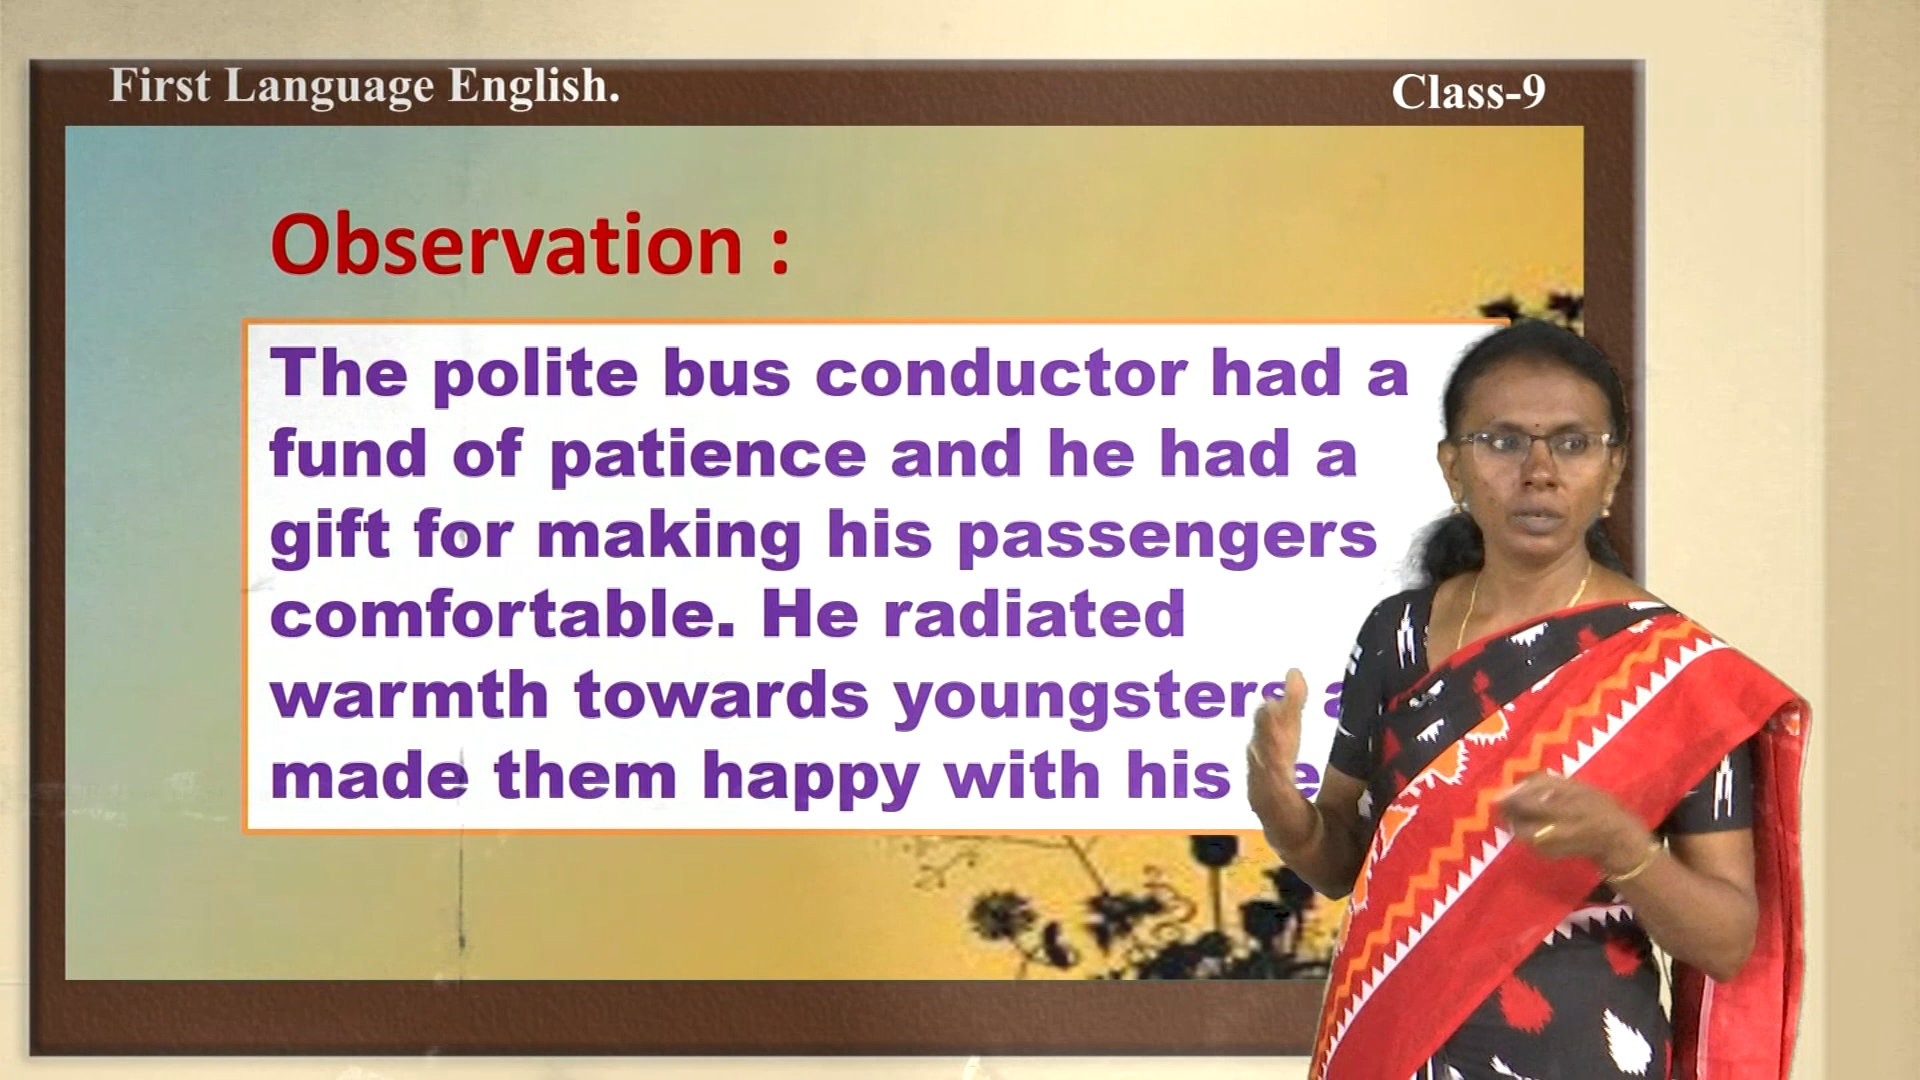 First Language English.
Class-9
Observation :
The polite bus conductor had a
fund of patience and he had a
gift for making his passengers
comfortable. He radiated
warmth towards youngsters
made them happy with his